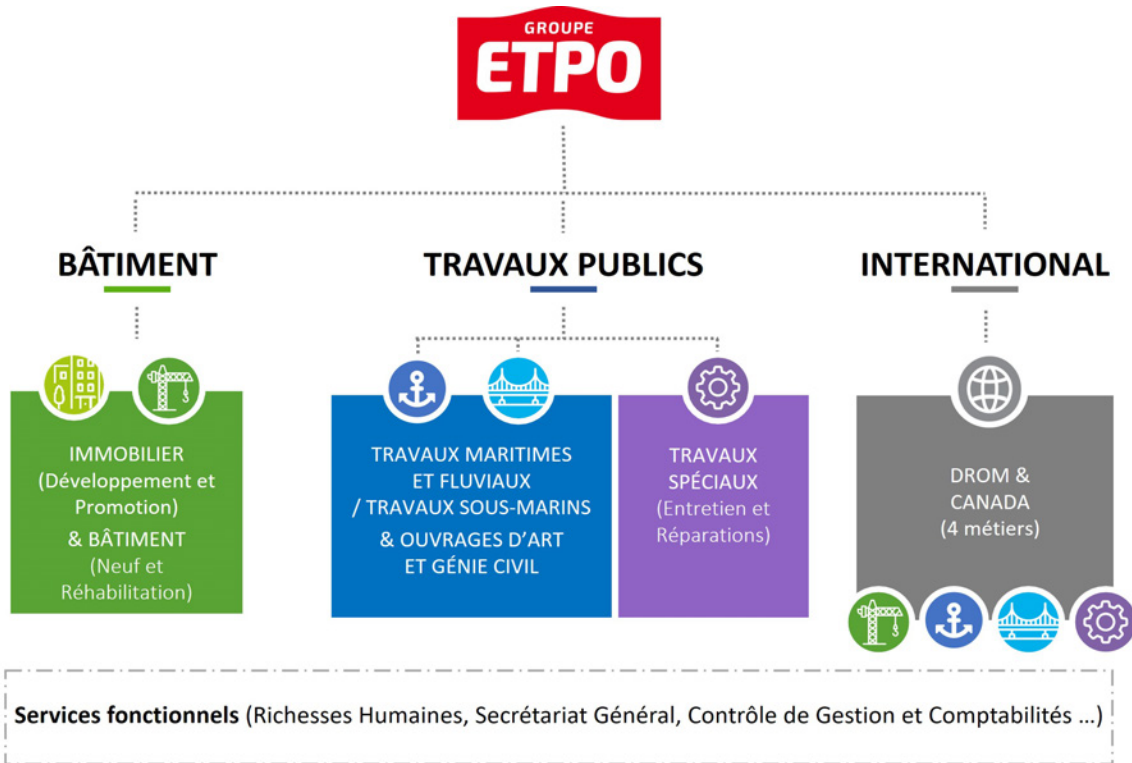 GROUPE
ETPO
BÂTIMENT
TRAVAUX PUBLICS
INTERNATIONAL
IMMOBILIER
(Développement et
Promotion)
& BÂTIMENT
(Neuf et
Réhabilitation)
TRAVAUX MARITIMES
ET FLUVIAUX
/ TRAVAUX SOUS-MARINS
& OUVRAGES D'ART
ET GÉNIE CIVIL
TRAVAUX
SPÉCIAUX
(Entretien et
Réparations)
DROM &
CANADA
(4 métiers)
Services fonctionnels (Richesses Humaines, Secrétariat Général, Contrôle de Gestion et Comptabilités ...)